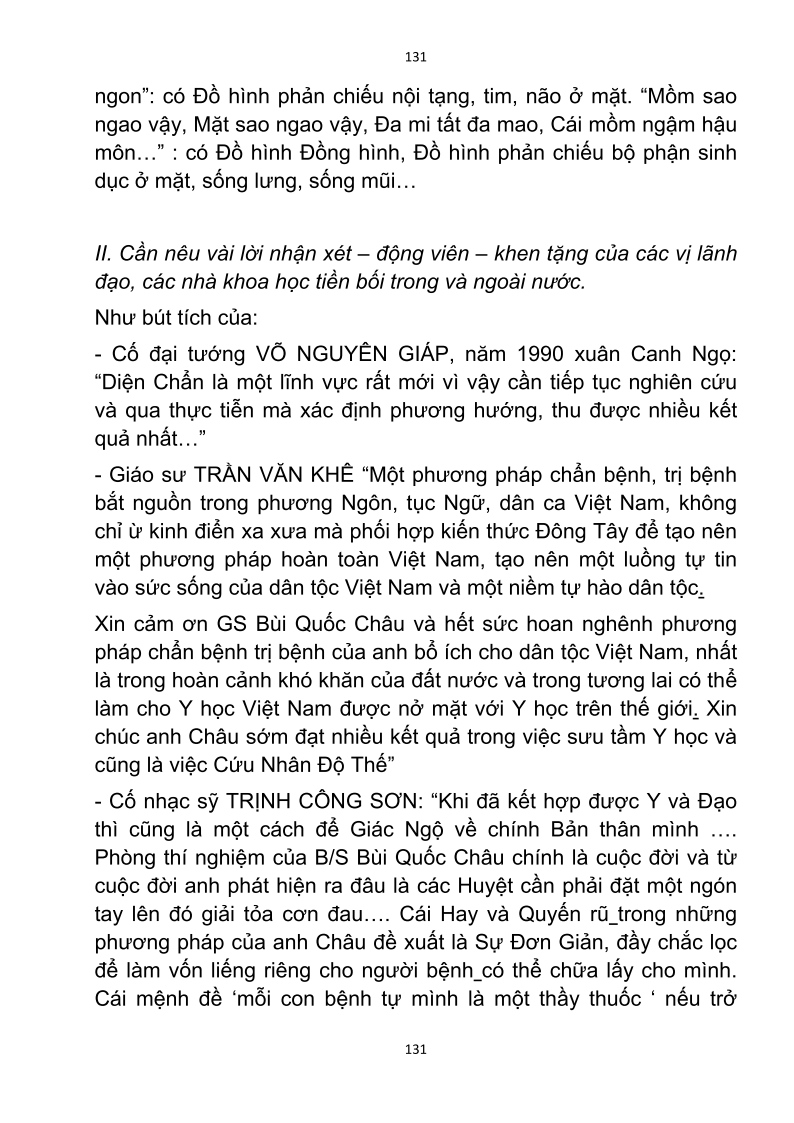 131
ngon”: có Đồ hình phản chiếu nội tạng, tim, não ở mặt. “Mồm sao
ngao vậy, Mặt sao ngao vậy, Đa mi tất đa mao, Cái mồm ngậm hậu
môn…” : có Đồ hình Đồng hình, Đồ hình phản chiếu bộ phận sinh
dục ở mặt, sống lưng, sống mũi…
II. Cần nêu vài lời nhận xét – động viên – khen tặng của các vị lãnh
đạo, các nhà khoa học tiền bối trong và ngoài nước.
Như bút tích của:
- Cố đại tướng VÕ NGUYÊN GIÁP, năm 1990 xuân Canh Ngọ:
“Diện Chẩn là một lĩnh vực rất mới vì vậy cần tiếp tục nghiên cứu
và qua thực tiễn mà xác định phương hướng, thu được nhiều kết
quả nhất…”
- Giáo sư TRẦN VĂN KHÊ “Một phương pháp chẩn bệnh, trị bệnh
bắt nguồn trong phương Ngôn, tục Ngữ, dân ca Việt Nam, không
chỉ ừ kinh điển xa xưa mà phối hợp kiến thức Đông Tây để tạo nên
một phương pháp hoàn toàn Việt Nam, tạo nên một luồng tự tin
vào sức sống của dân tộc Việt Nam và một niềm tự hào dân tộc.
Xin cảm ơn GS Bùi Quốc Châu và hết sức hoan nghênh phương
pháp chẩn bệnh trị bệnh của anh bổ ích cho dân tộc Việt Nam, nhất
là trong hoàn cảnh khó khăn của đất nước và trong tương lai có thể
làm cho Y học Việt Nam được nở mặt với Y học trên thế giới. Xin
chúc anh Châu sớm đạt nhiều kết quả trong việc sưu tầm Y học và
cũng là việc Cứu Nhân Độ Thế”
- Cố nhạc sỹ TRỊNH CÔNG SƠN: “Khi đã kết hợp được Y và Đạo
thì cũng là một cách để Giác Ngộ về chính Bản thân mình ….
Phòng thí nghiệm của B/S Bùi Quốc Châu chính là cuộc đời và từ
cuộc đời anh phát hiện ra đâu là các Huyệt cần phải đặt một ngón
tay lên đó giải tỏa cơn đau…. Cái Hay và Quyến rũ trong những
phương pháp của anh Châu đề xuất là Sự Đơn Giản, đầy chắc lọc
để làm vốn liếng riêng cho người bệnh có thể chữa lấy cho mình.
Cái mệnh đề ‘mỗi con bệnh tự mình là một thầy thuốc ‘ nếu trở
131